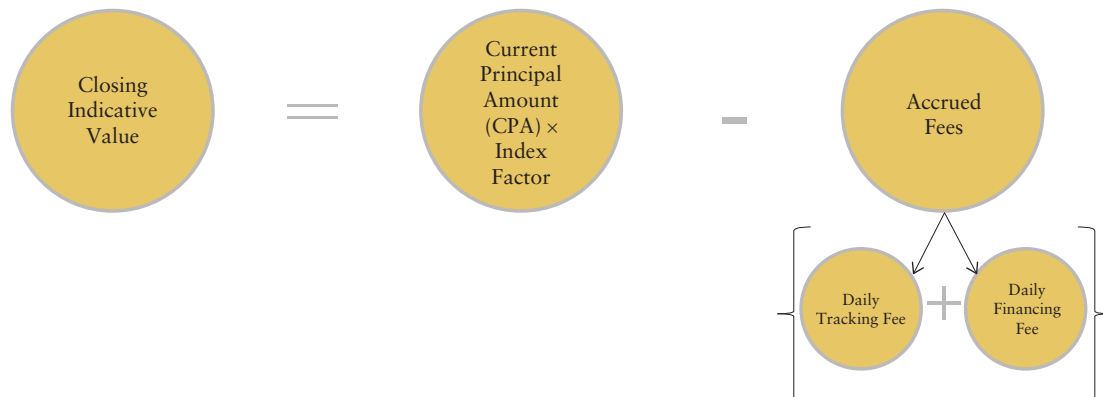 Closing
Indicative
Value
=
Current
Principal
Amount
(CPA) ×
Index
Factor
-
Accrued
Fees
Daily
Tracking Fee
+
Daily
Financing
Fee